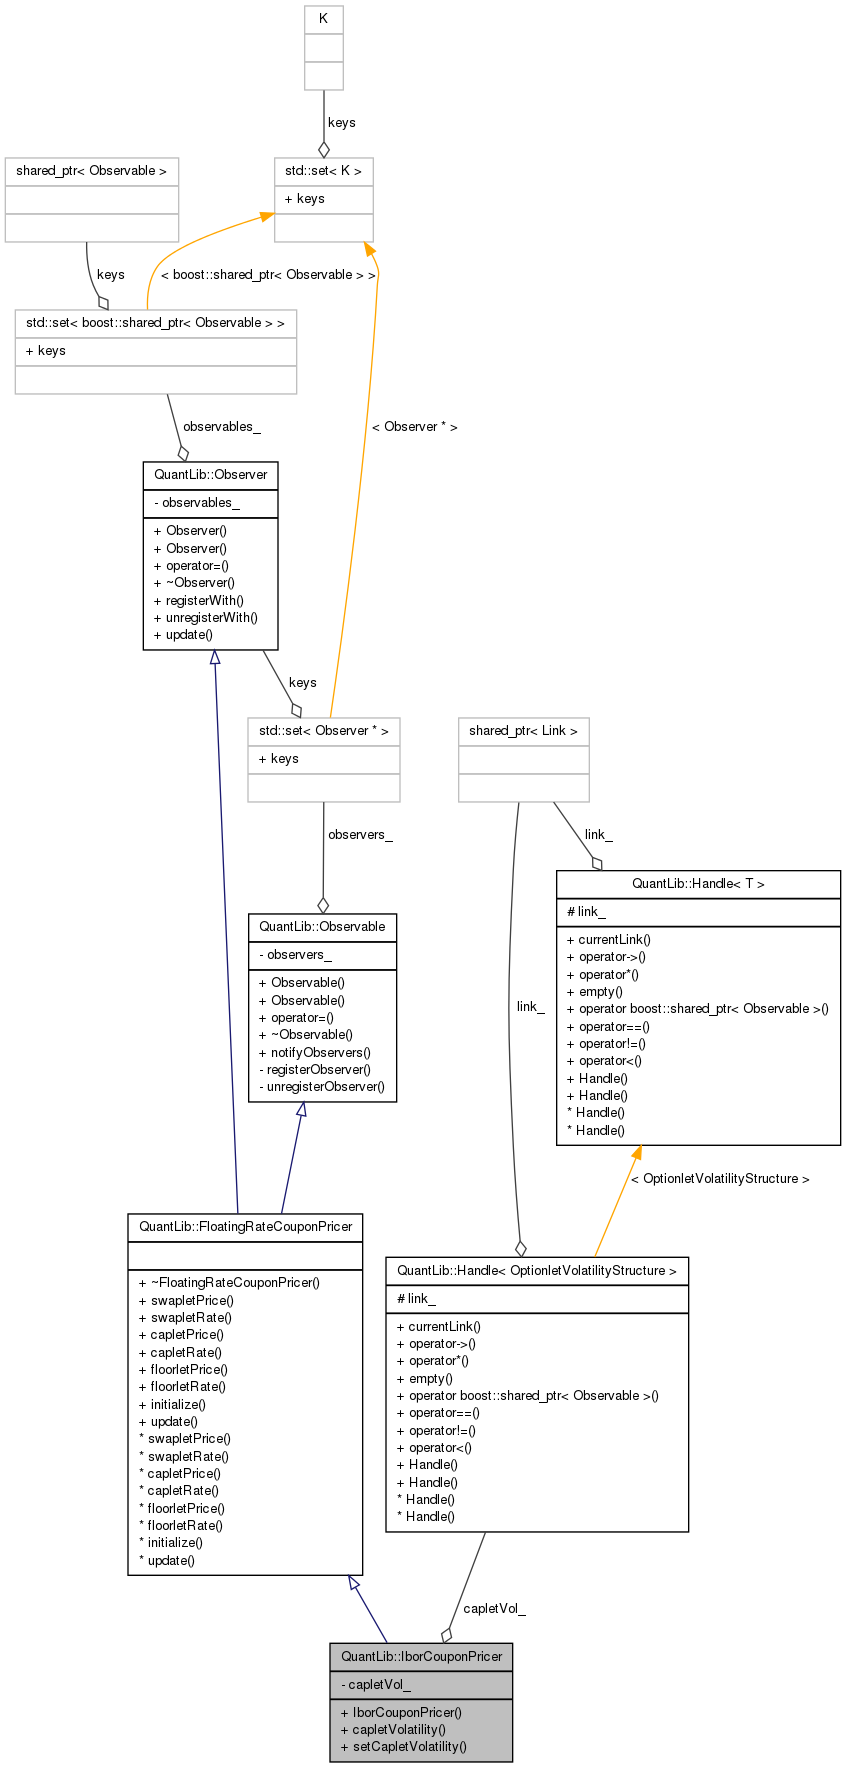 K
keys
shared_ptr< Observable >
std::set< K >
+ keys
keys
< boost::shared_ptr< Observable > >
std::set< boost::shared_ptr< Observable > >
+ keys
observables_
< Observer * >
QuantLib::Observer
- observables_
+ Observer()
+ Observer()
+ operator=()
+ ~Observer()
+ registerWith()
+ unregisterWith()
+ update()
keys
std::set< Observer * >
+ keys
shared_ptr< Link >
observers_
link_
QuantLib::Handle< T >
# link_
+ currentLink()
+ operator->()
+ operator*()
+ empty()
+ operator boost::shared_ptr< Observable >()
+ operator==()
+ operator!=()
+ operator<()
+ Handle()
+ Handle()
* Handle()
* Handle()
QuantLib::Observable
- observers_
+ Observable()
+ Observable()
+ operator=()
+ ~Observable()
+ notifyObservers()
- registerObserver()
- unregisterObserver()
link_
< OptionletVolatilityStructure >
QuantLib::FloatingRateCouponPricer
+ ~FloatingRateCouponPricer()
+ swapletPrice()
+ swapletRate()
+ capletPrice()
+ capletRate()
+ floorletPrice()
+ floorletRate()
+ initialize()
+ update()
* swapletPrice()
* swapletRate()
* capletPrice()
* capletRate()
* floorletPrice()
* floorletRate()
* initialize()
* update()
QuantLib::Handle< OptionletVolatilityStructure >
# link_
+ currentLink()
+ operator->()
+ operator*()
+ empty()
+ operator boost::shared_ptr< Observable >()
+ operator==()
+ operator!=()
+ operator<()
+ Handle()
+ Handle()
* Handle()
* Handle()
capletVol_
QuantLib::IborCouponPricer
- capletVol_
+ IborCouponPricer()
+ capletVolatility()
+ setCapletVolatility()